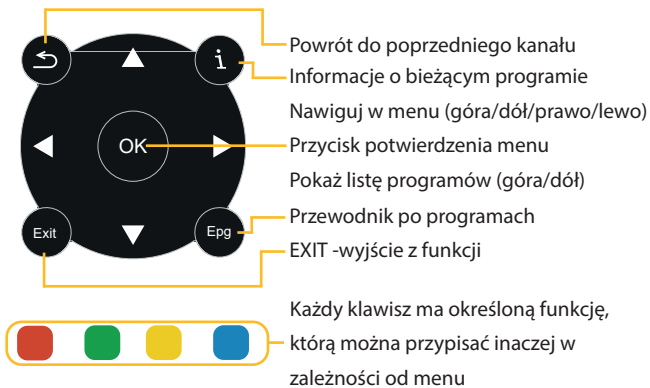 Powrót do poprzedniego kanału
i
Informacje o bieżącym programie
Nawiguj w menu (góra/dół/prawo/lewo)
OK
Przycisk potwierdzenia menu
Pokaż listę programów (góra/dół)
Exit
Epg
Przewodnik po programach
EXIT -wyjście z funkcji
Każdy klawisz ma określoną funkcję,
którą można przypisać inaczej w
zależności od menu